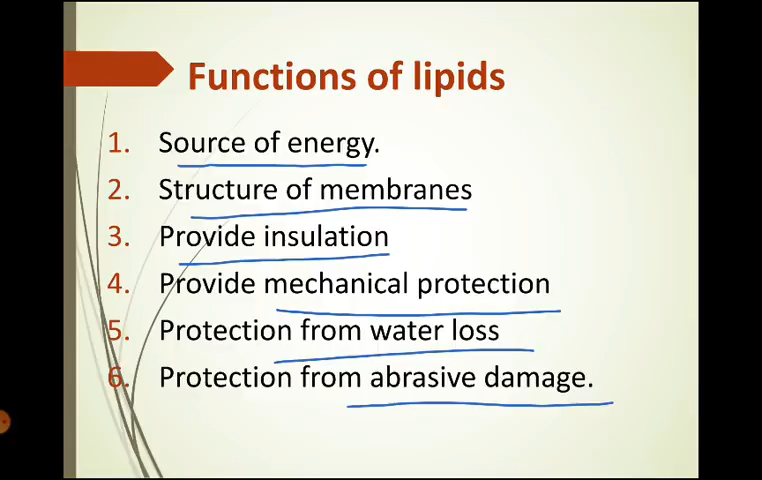 Functions of lipids
1. Source of energy.
2. Structure of membranes
3. Provide insulation
4. Provide mechanical protection
5. Protection from water loss
6. Protection from abrasive damage.